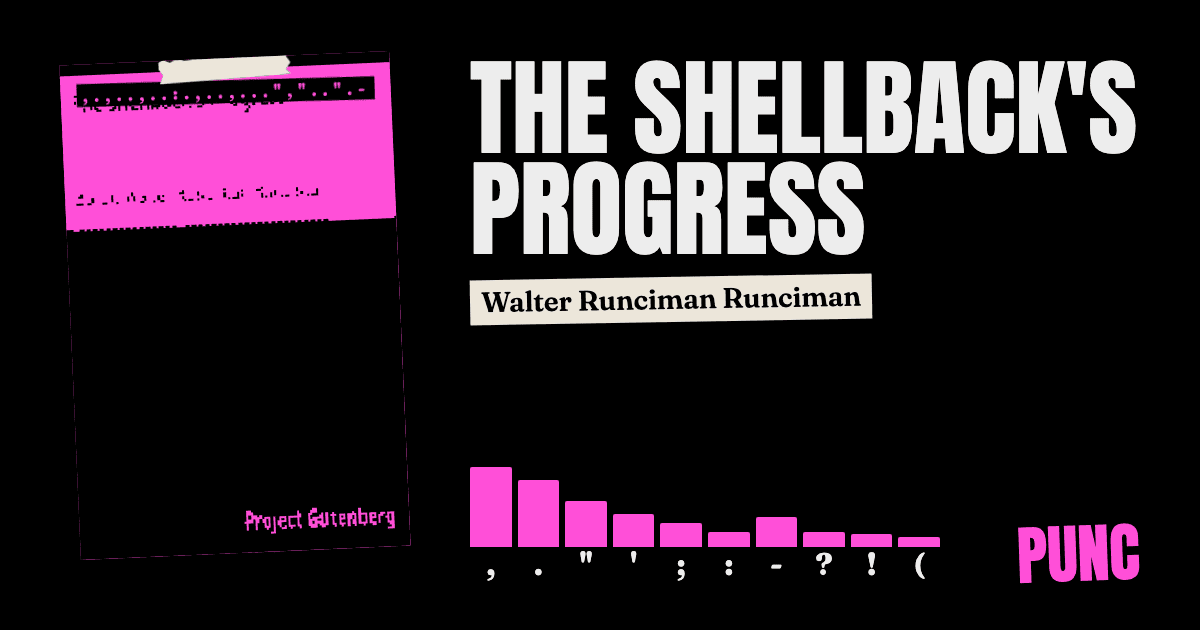 ,.,..,..:.,..,...","..".-
THE SHELLBACK'S
PROGRESS
Walter Runciman Runciman
Project Gutenberg
, . " ' ; : - ? ! (
PUNC